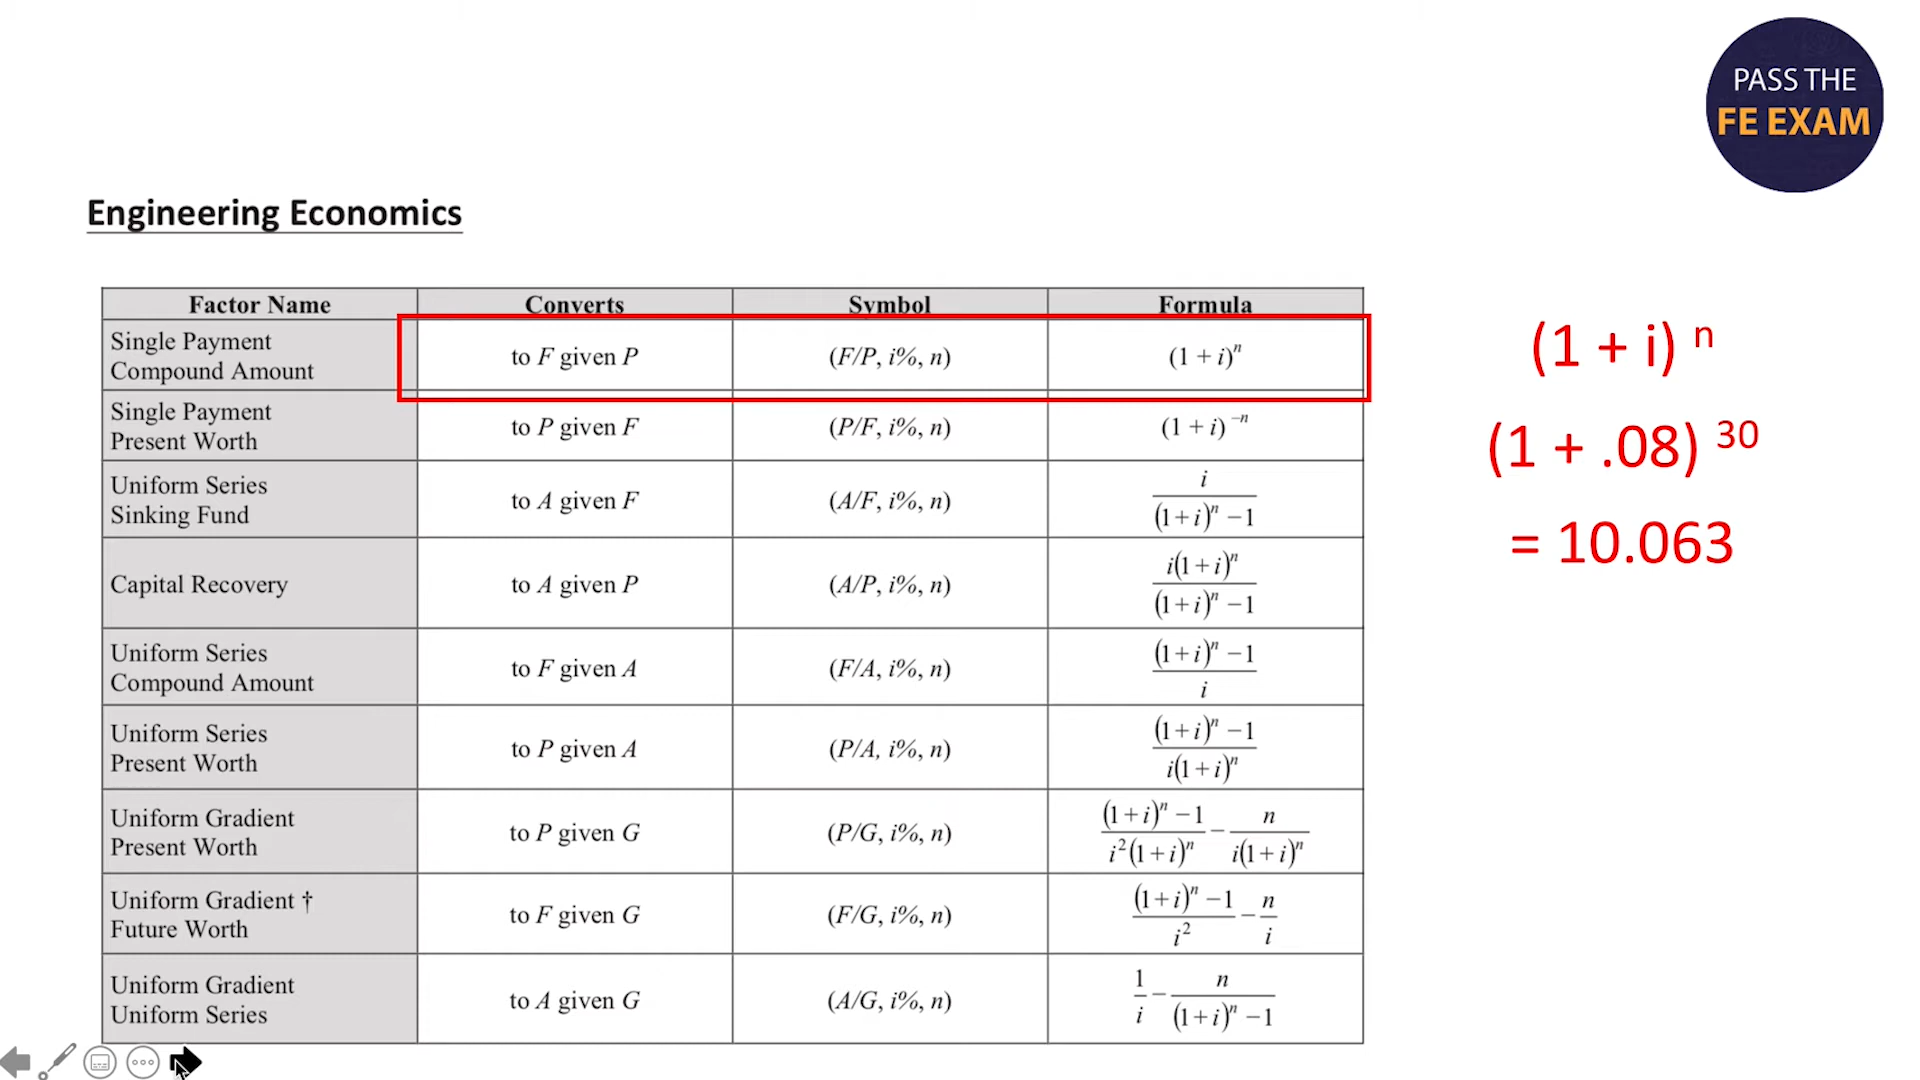 PASS THE
FE EXAM
Engineering Economics
Factor Name Converts Symbol Formula
Single Payment
Compound Amount
to F given P (F/P, i%, n) (1 + i)ⁿ
Single Payment
Present Worth
to P given F (P/F, i%, n) (1 + i)⁻ⁿ
Uniform Series
Sinking Fund
to A given F (A/F, i%, n)
i
(1+i)ⁿ −1
Capital Recovery to A given P (A/P, i%, n)
i(1+i)ⁿ
(1+i)ⁿ −1
Uniform Series
Compound Amount
to F given A (F/A, i%, n)
(1+i)ⁿ −1
i
Uniform Series
Present Worth
to P given A (P/A, i%, n)
(1+i)ⁿ −1
i(1+i)ⁿ
Uniform Gradient
Present Worth
to P given G (P/G, i%, n)
(1+i)ⁿ −1 − n
i²(1+i)ⁿ i(1+i)ⁿ
Uniform Gradient †
Future Worth
to F given G (F/G, i%, n)
(1+i)ⁿ −1 − n
i² i
Uniform Gradient
Uniform Series
to A given G (A/G, i%, n)
1 − n
i (1+i)ⁿ −1
(1 + i) ⁿ
(1 + .08) ³⁰
= 10.063